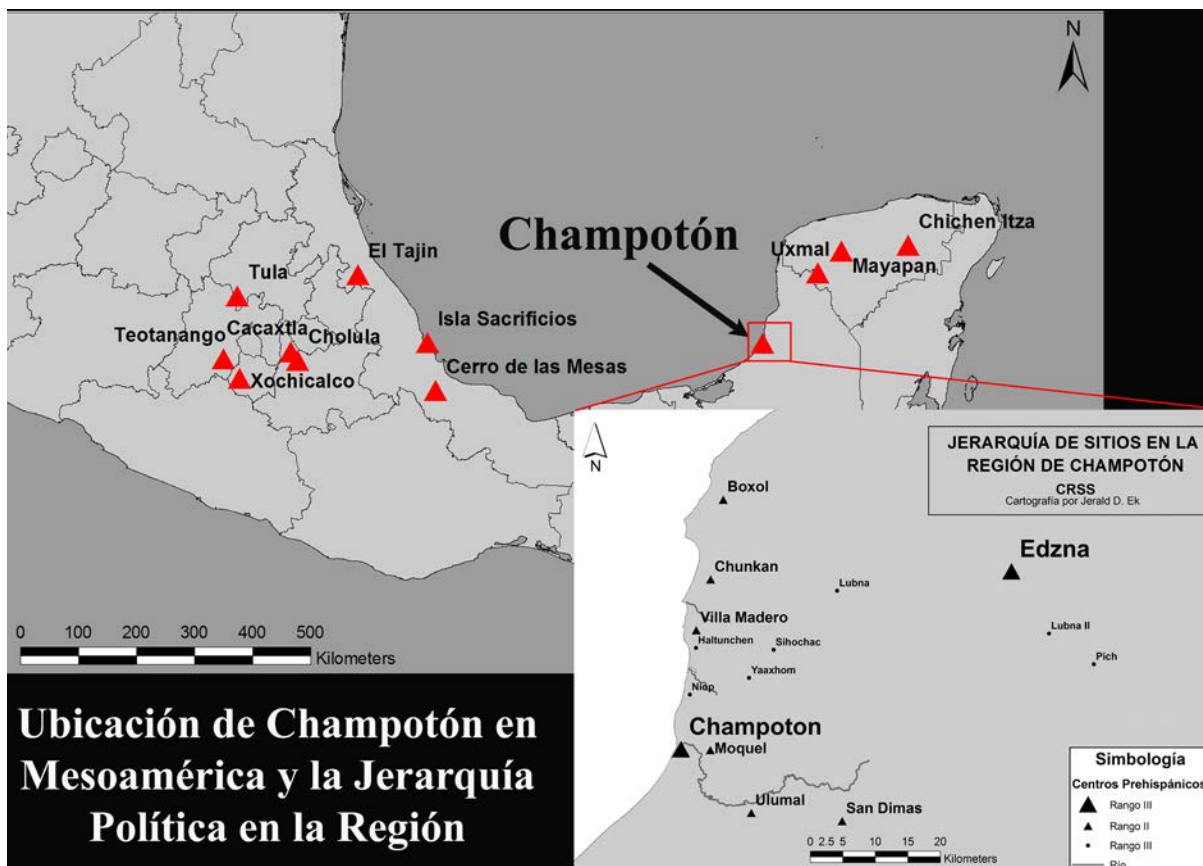 N
Chichen Itza
Champotón
Uxmal
Mayapan
El Tajin
Tula
Isla Sacrificios
Teotanango
Cacaxtla
Cholula
Cerro de las Mesas
Xochicalco
0 100 200 300 400 500
Kilometers
Ubicación de Champotón en
Mesoamérica y la Jerarquía
Política en la Región
N
JERARQUÍA DE SITIOS EN LA
REGIÓN DE CHAMPOTÓN
CRSS
Cartografía por Jerald D. Ek
Boxol
Edzna
Chunkan
Lubna
Villa Madero
Haltunchen
Sihochac
Lubna II
Pich
Yaaxhom
Niop
Champoton
Moquel
Ulumal
San Dimas
0 2.5 5 10 15 20
Kilometers
Simbología
Centros Prehispánicos
Rango III
Rango II
Rango III
Río